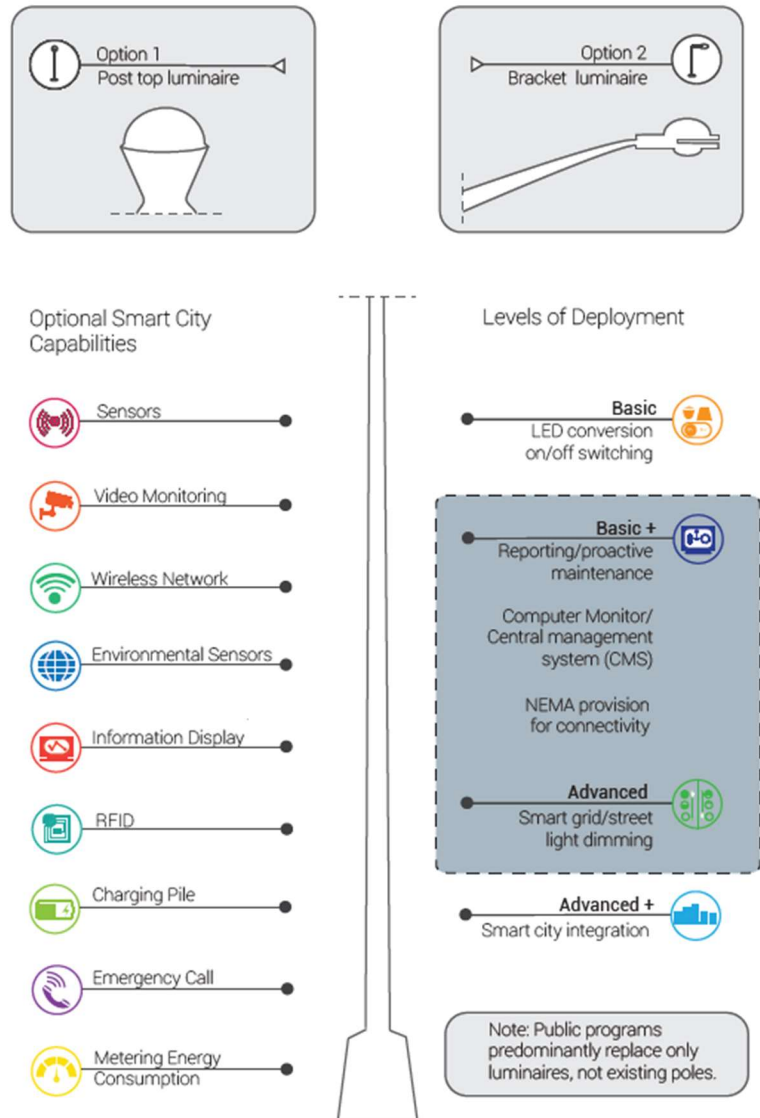 Option 1
Post top luminaire
Option 2
Bracket luminaire
Optional Smart City
Capabilities
Sensors
Video Monitoring
Wireless Network
Environmental Sensors
Information Display
RFID
Charging Pile
Emergency Call
Metering Energy
Consumption
Levels of Deployment
Basic
LED conversion
on/off switching
Basic +
Reporting/proactive
maintenance
Computer Monitor/
Central management
system (CMS)
NEMA provision
for connectivity
Advanced
Smart grid/street
light dimming
Advanced +
Smart city integration
Note: Public programs
predominantly replace only
luminaires, not existing poles.